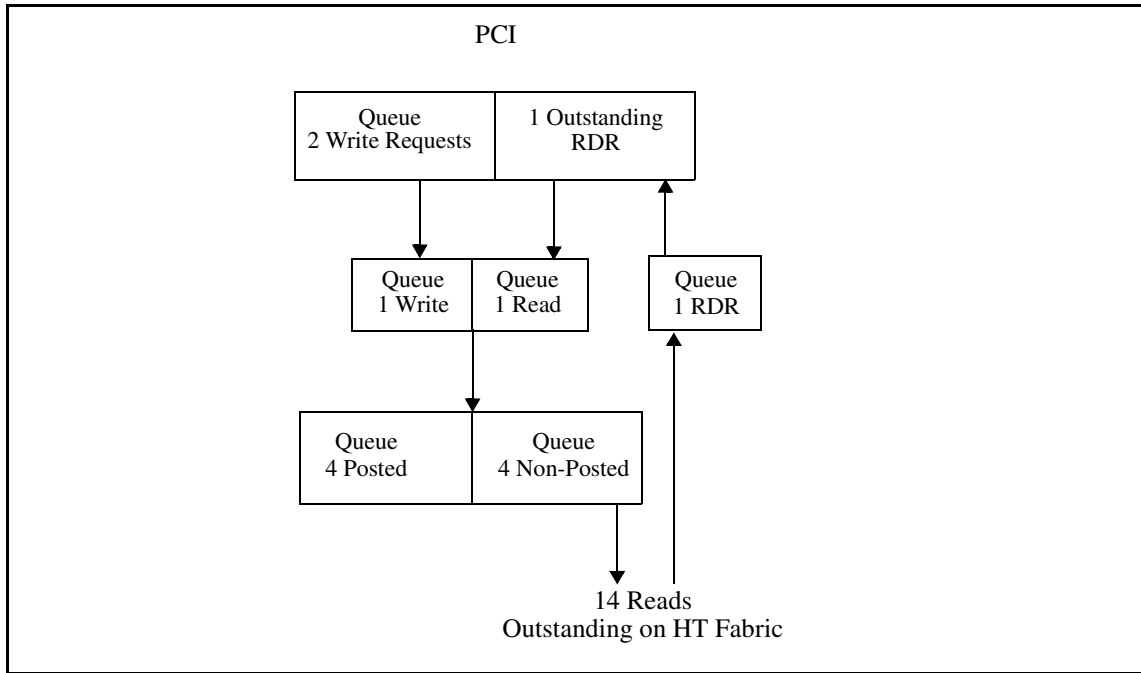 PCI
Queue
2 Write Requests
1 Outstanding
RDR
Queue
1 Write
Queue
1 Read
Queue
1 RDR
Queue
4 Posted
Queue
4 Non-Posted
14 Reads
Outstanding on HT Fabric